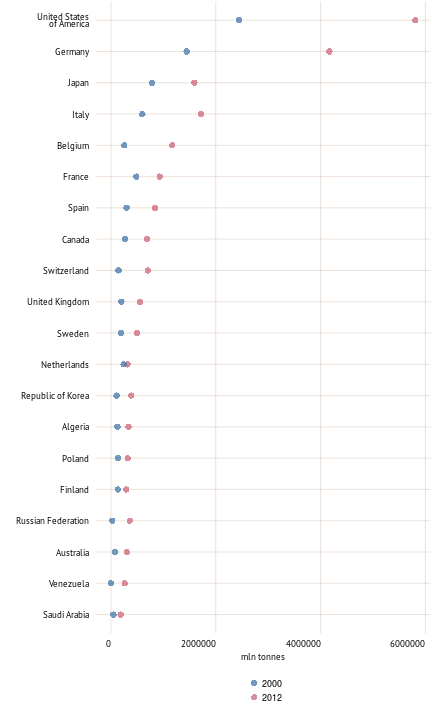 United States
of America
Germany
Japan
Italy
Belgium
France
Spain
Canada
Switzerland
United Kingdom
Sweden
Netherlands
Republic of Korea
Algeria
Poland
Finland
Russian Federation
Australia
Venezuela
Saudi Arabia
0 2000000 4000000 6000000
mln tonnes
2000
2012